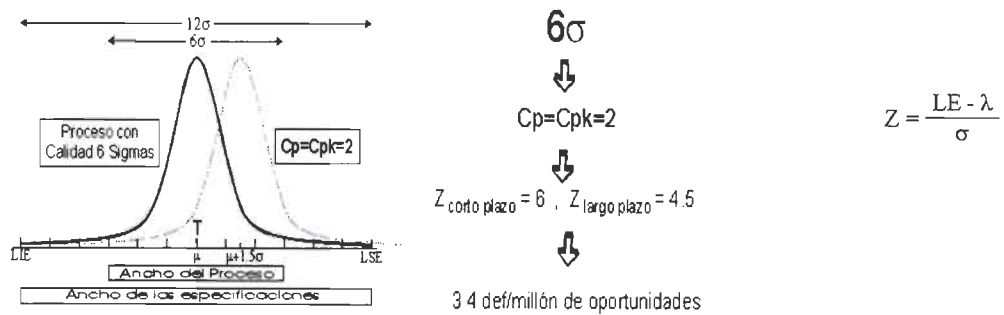 12σ
6σ
Proceso con
Calidad 6 Sigmas
Cp=Cpk=2
T
LIE
μ
μ+1.5σ
LSE
Ancho del Proceso
Ancho de las especificaciones
6σ
Cp=Cpk=2
Z corto plazo = 6 , Z largo plazo = 4.5
3 4 def/millón de oportunidades
Z = LE - λ
σ